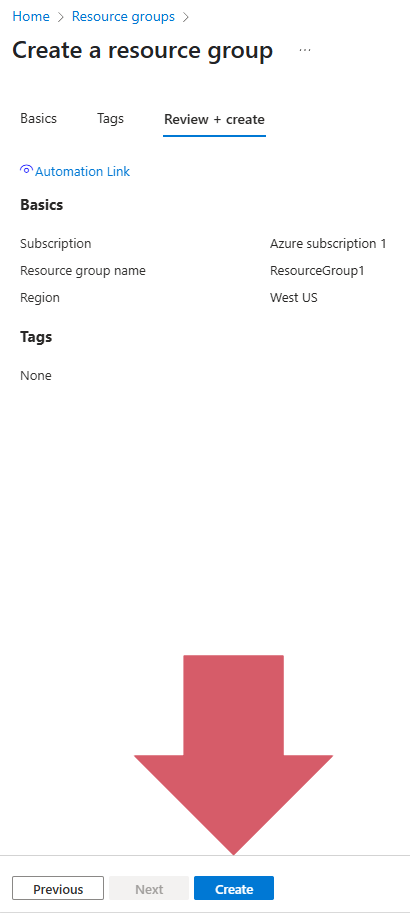 Home > Resource groups >
Create a resource group ...
Basics Tags Review + create
Automation Link
Basics
Subscription Azure subscription 1
Resource group name ResourceGroup1
Region West US
Tags
None
Previous Next Create